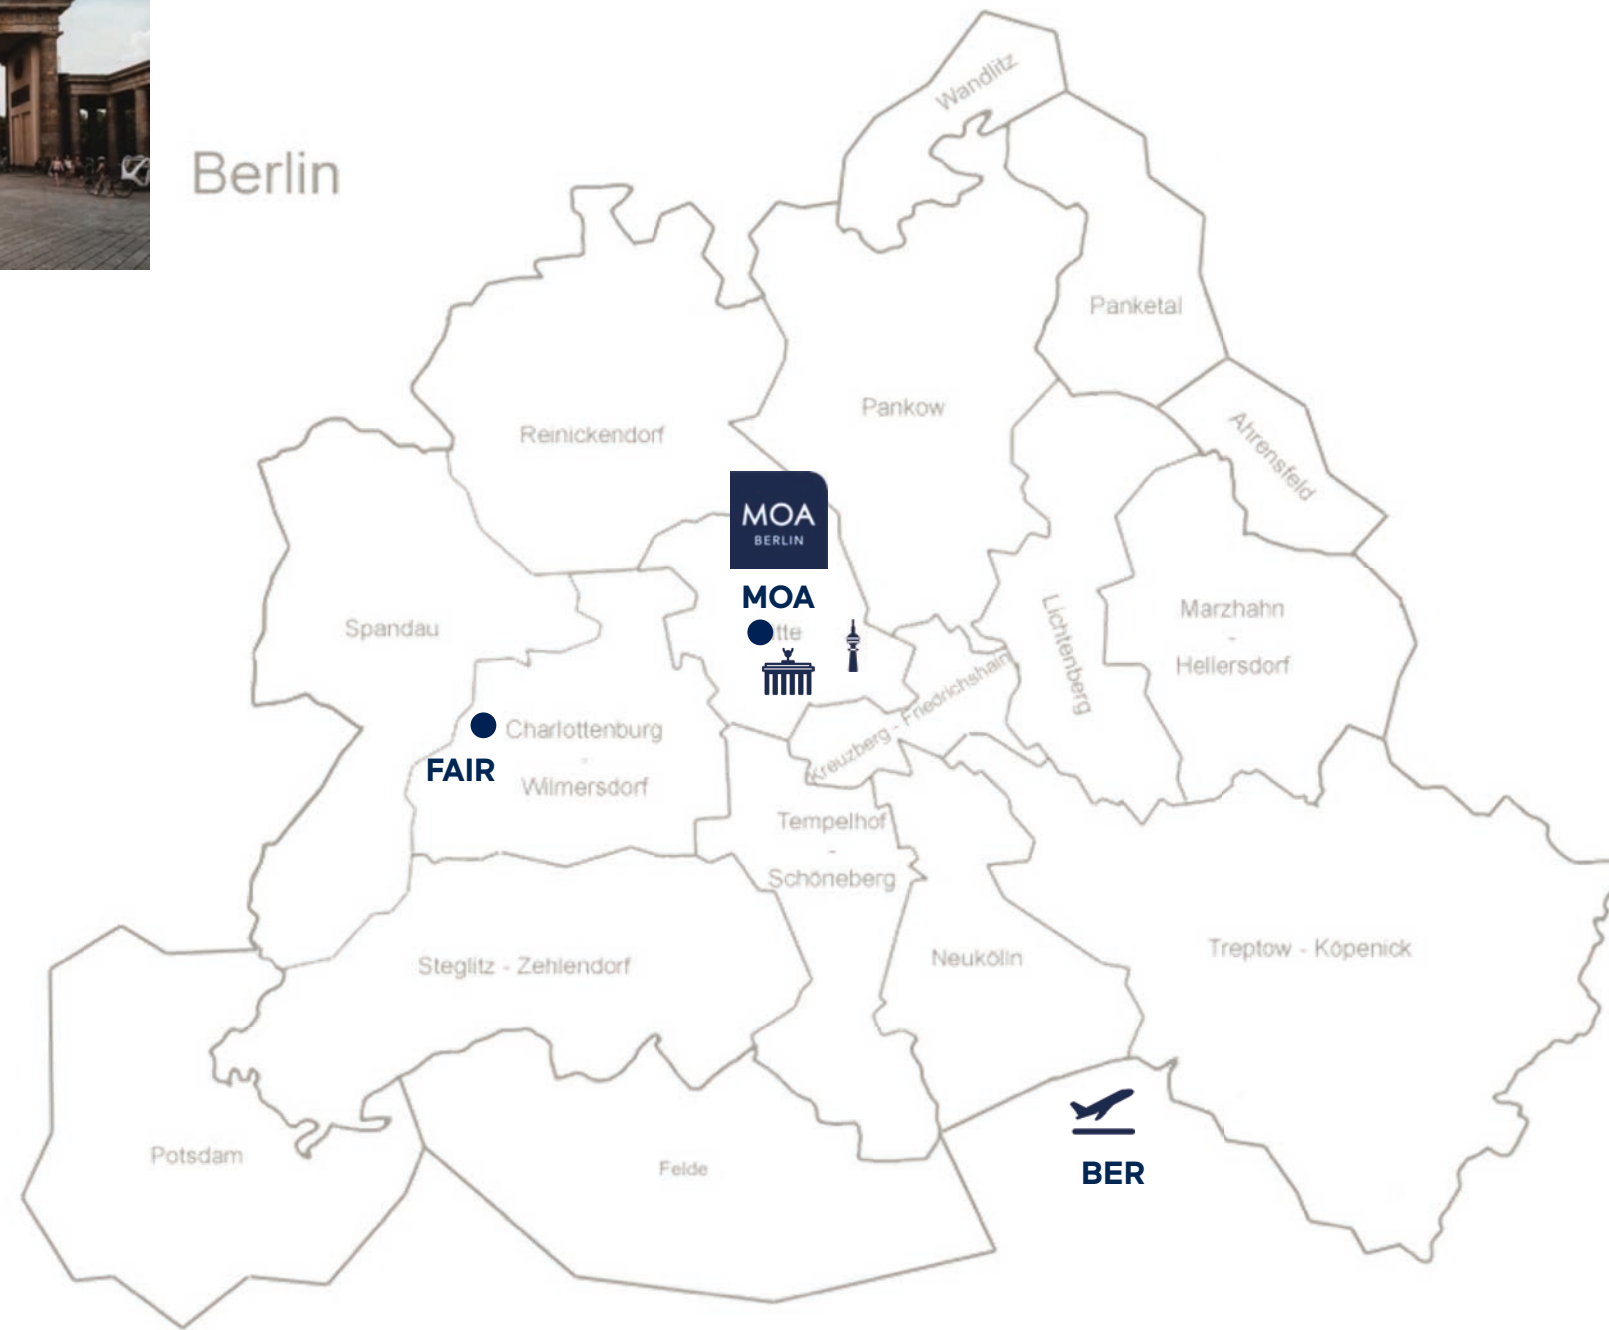 Wandlitz
Berlin
Panketal
Pankow
Ahrensfeld
Reinickendorf
MOA
BERLIN
MOA
Marzhahn
-
Hellersdorf
Lichtenberg
Spandau
tte
Kreuzberg - Friedrichshain
FAIR
Charlottenburg
-
Wilmersdorf
Tempelhof
-
Schöneberg
Steglitz - Zehlendorf
Neukölln
Treptow - Köpenick
Potsdam
Felde
BER